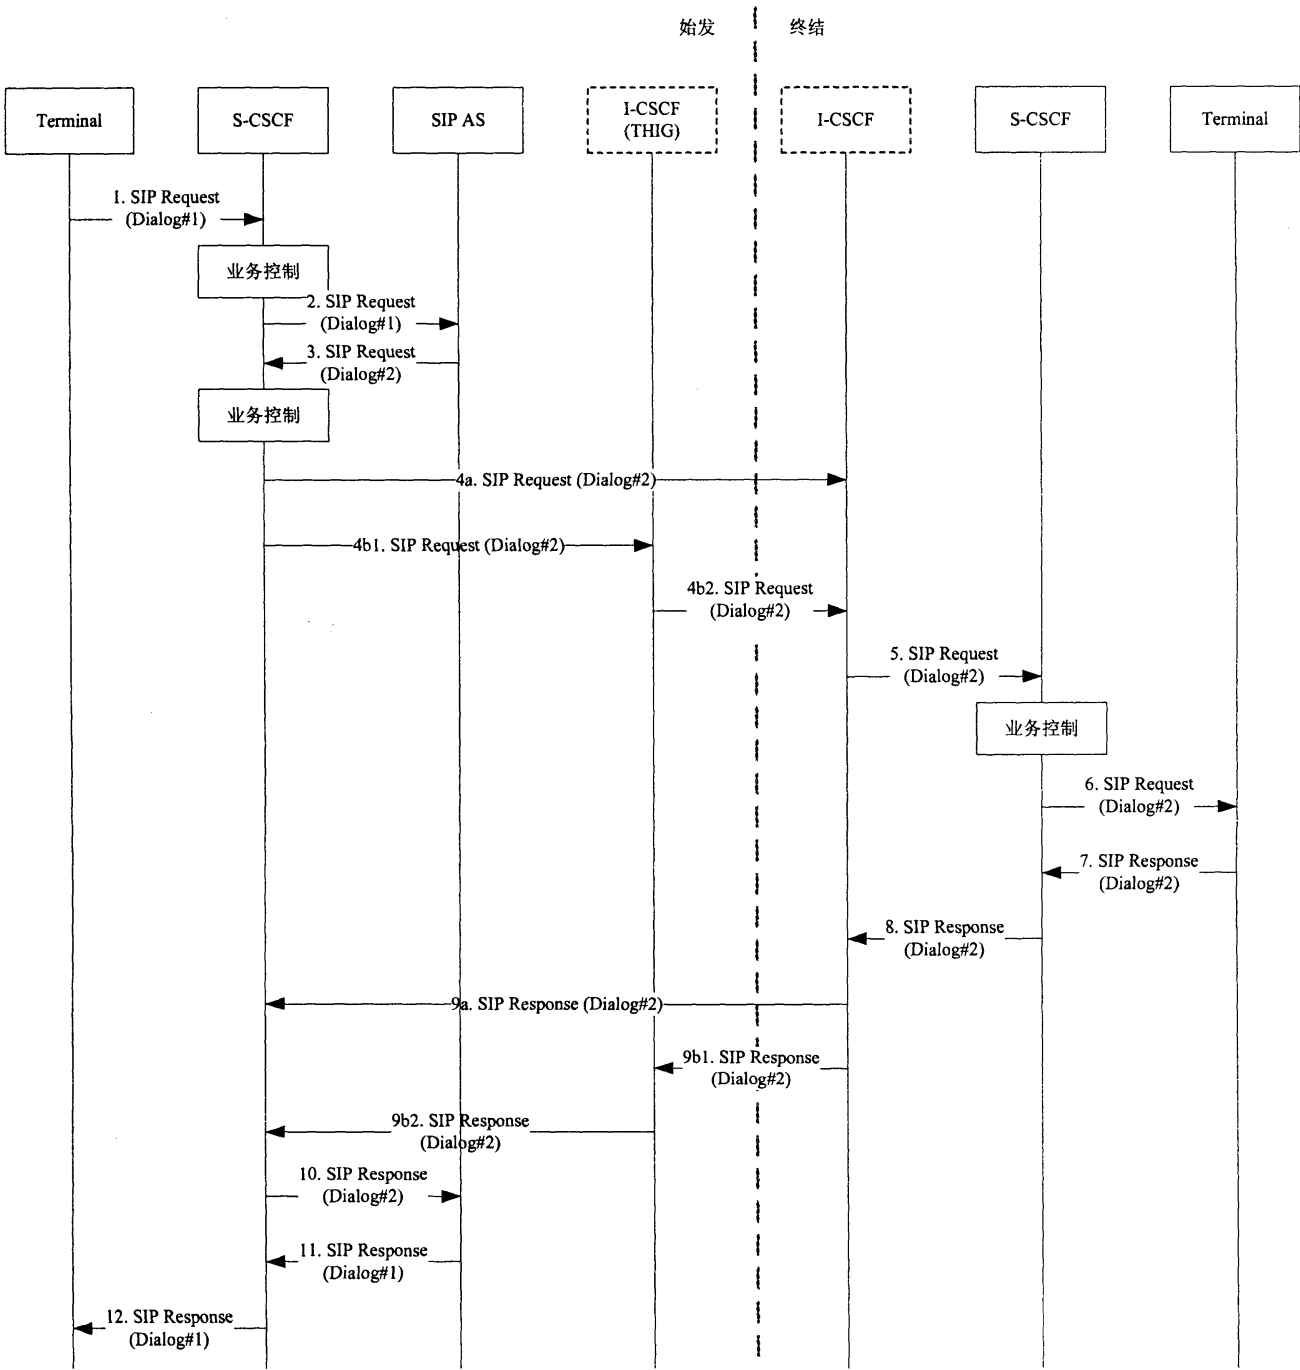 始发
终结
Terminal
S-CSCF
SIP AS
I-CSCF
(THIG)
I-CSCF
S-CSCF
Terminal
1. SIP Request
(Dialog#1)
业务控制
2. SIP Request
(Dialog#1)
3. SIP Request
(Dialog#2)
业务控制
4a. SIP Request (Dialog#2)
4b1. SIP Request (Dialog#2)
4b2. SIP Request
(Dialog#2)
5. SIP Request
(Dialog#2)
业务控制
6. SIP Request
(Dialog#2)
7. SIP Response
(Dialog#2)
8. SIP Response
(Dialog#2)
9a. SIP Response (Dialog#2)
9b1. SIP Response
(Dialog#2)
9b2. SIP Response
(Dialog#2)
10. SIP Response
(Dialog#2)
11. SIP Response
(Dialog#1)
12. SIP Response
(Dialog#1)